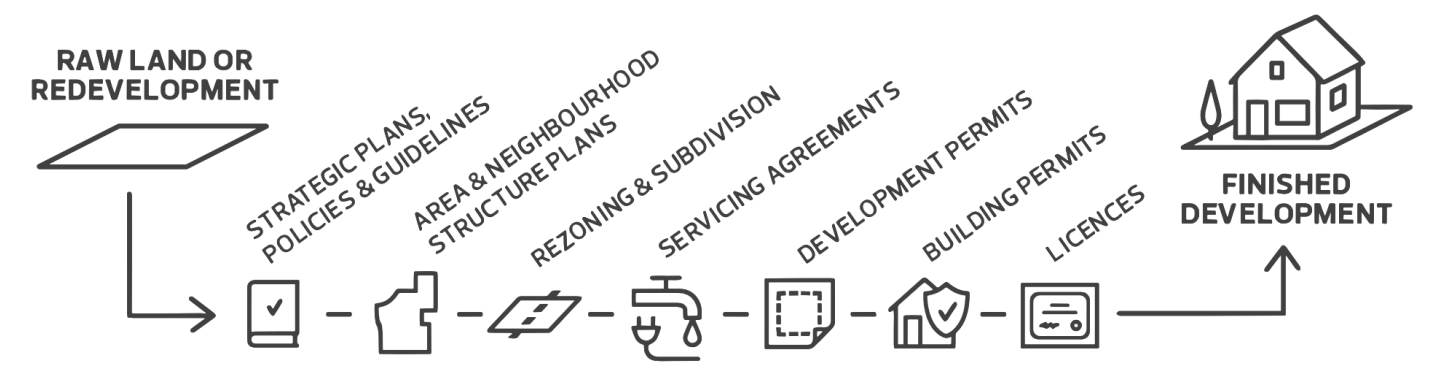 RAW LAND OR
REDEVELOPMENT
STRATEGIC PLANS,
POLICIES & GUIDELINES
AREA & NEIGHBOURHOOD
STRUCTURE PLANS
REZONING & SUBDIVISION
SERVICING AGREEMENTS
DEVELOPMENT PERMITS
BUILDING PERMITS
LICENCES
FINISHED
DEVELOPMENT